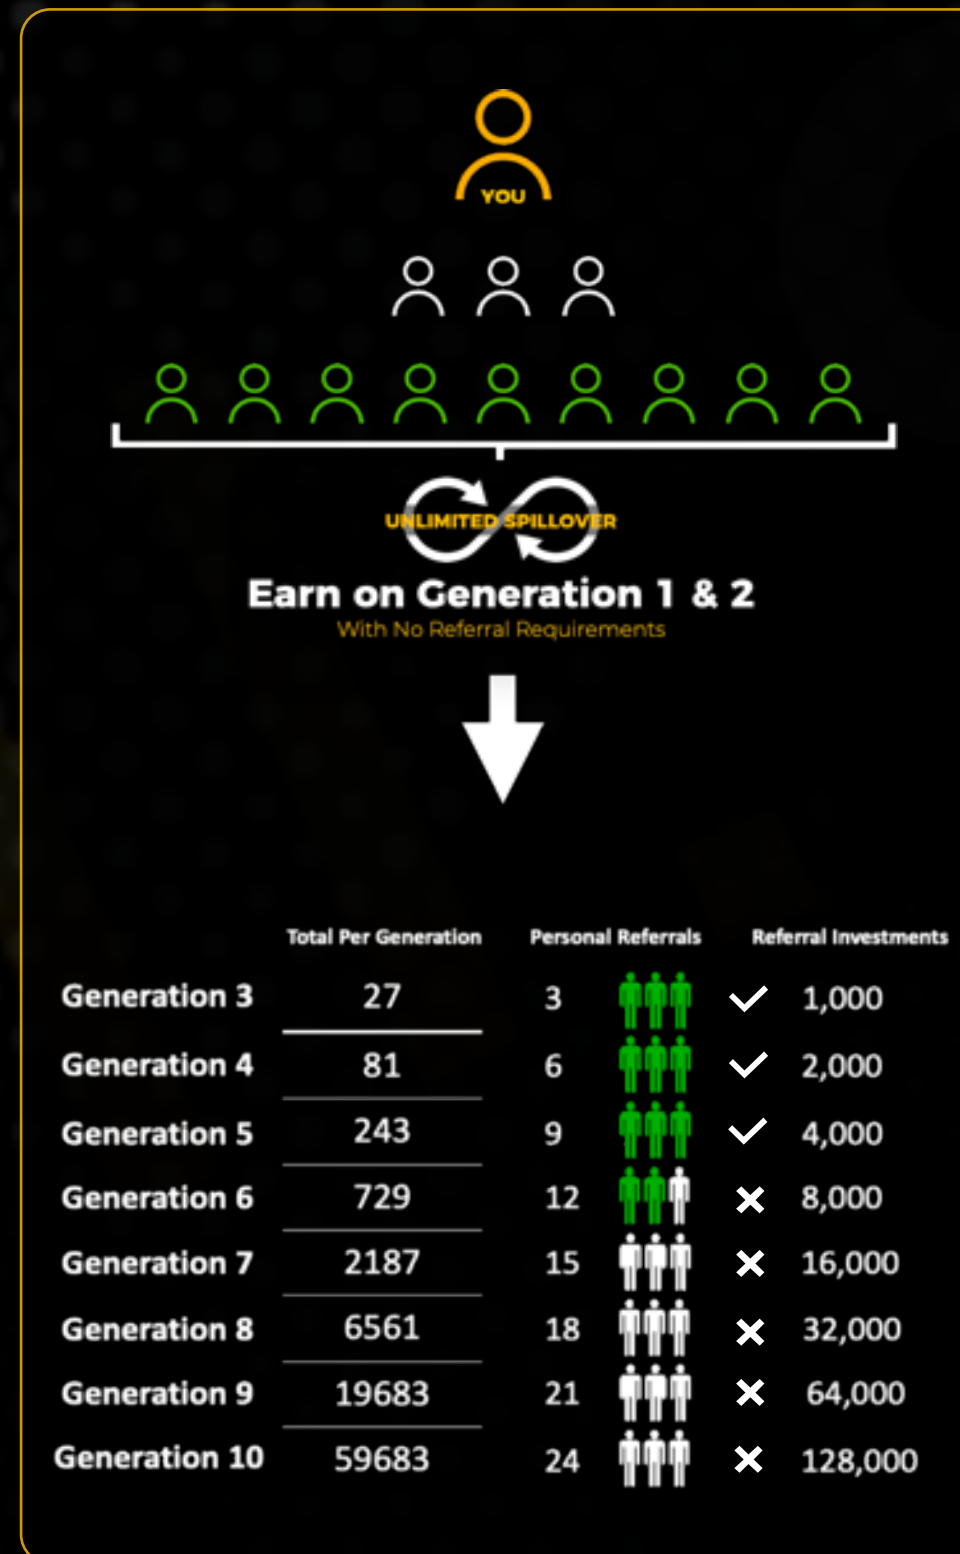 YOU
UNLIMITED SPILLOVER
Earn on Generation 1 & 2
With No Referral Requirements
Total Per Generation Personal Referrals Referral Investments
Generation 3 27 3 1,000
Generation 4 81 6 2,000
Generation 5 243 9 4,000
Generation 6 729 12 8,000
Generation 7 2187 15 16,000
Generation 8 6561 18 32,000
Generation 9 19683 21 64,000
Generation 10 59683 24 128,000